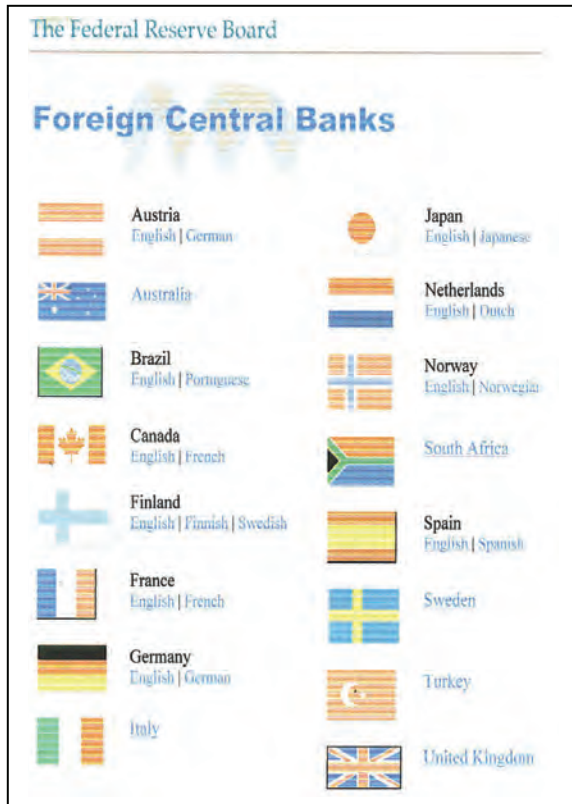 The Federal Reserve Board
Foreign Central Banks
Austria
English | German
Australia
Brazil
English | Portuguese
Canada
English | French
Finland
English | Finnish | Swedish
France
English | French
Germany
English | German
Italy
Japan
English | Japanese
Netherlands
English | Dutch
Norway
English | Norwegian
South Africa
Spain
English | Spanish
Sweden
Turkey
United Kingdom